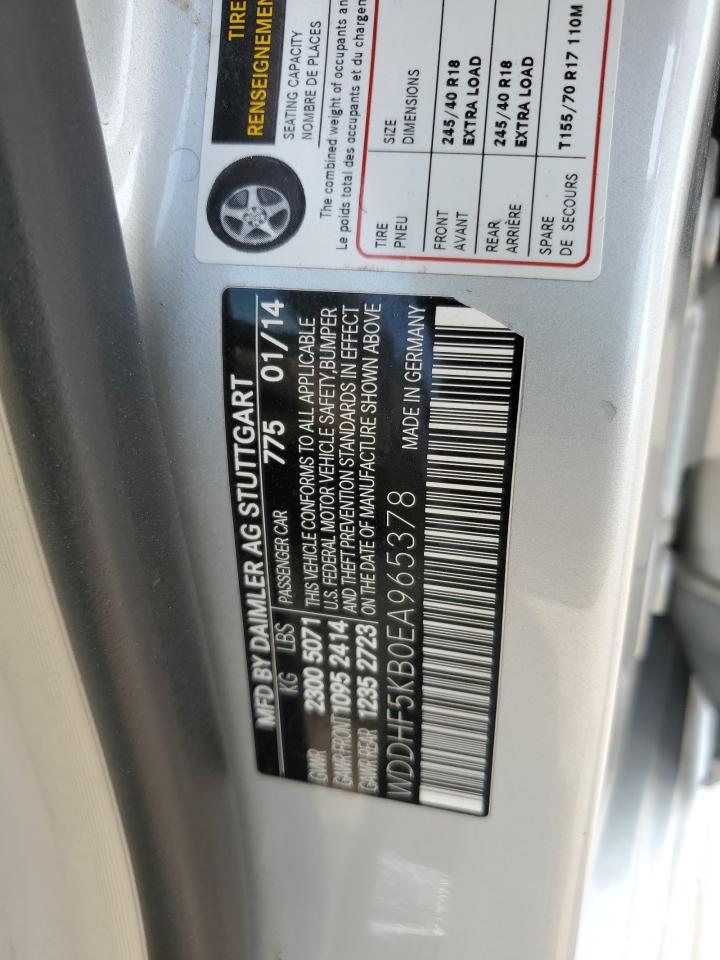 MFD BY DAIMLER AG STUTTGART
KG LBS PASSENGER CAR 775 01/14
GAWR 2300 5071 THIS VEHICLE CONFORMS TO ALL APPLICABLE
GAWR FRONT 1095 2414 U.S. FEDERAL MOTOR VEHICLE SAFETY, BUMPER
GAWR REAR 1235 2723 AND THEFT PREVENTION STANDARDS IN EFFECT
ON THE DATE OF MANUFACTURE SHOWN ABOVE
WDDHF5KB0EA965378 MADE IN GERMANY
TIRE
RENSEIGNEMEN
SEATING CAPACITY
NOMBRE DE PLACES
The combined weight of occupants an
Le poids total des occupants et du chargen
TIRE SIZE
PNEU DIMENSIONS
FRONT 245/40 R18
AVANT EXTRA LOAD
REAR 245/40 R18
ARRIÈRE EXTRA LOAD
SPARE T155/70 R17 110M
DE SECOURS